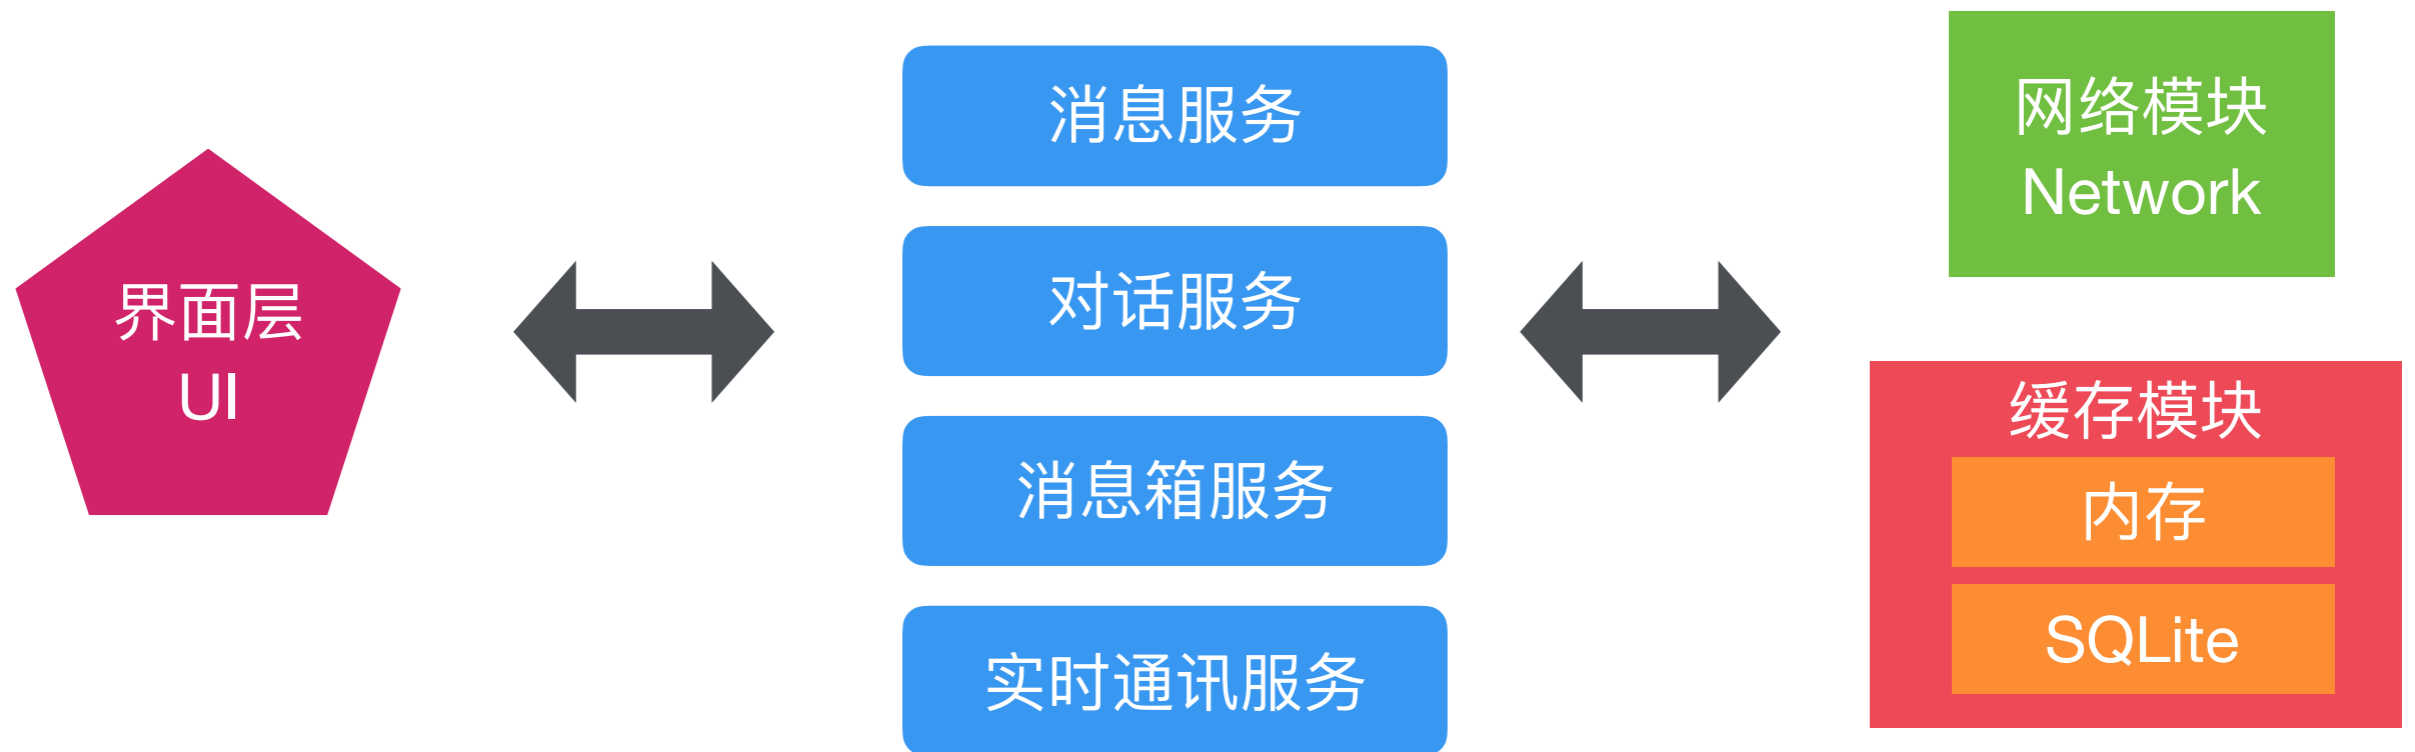 界面层
UI
消息服务
对话服务
消息箱服务
实时通讯服务
网络模块
Network
缓存模块
内存
SQLite